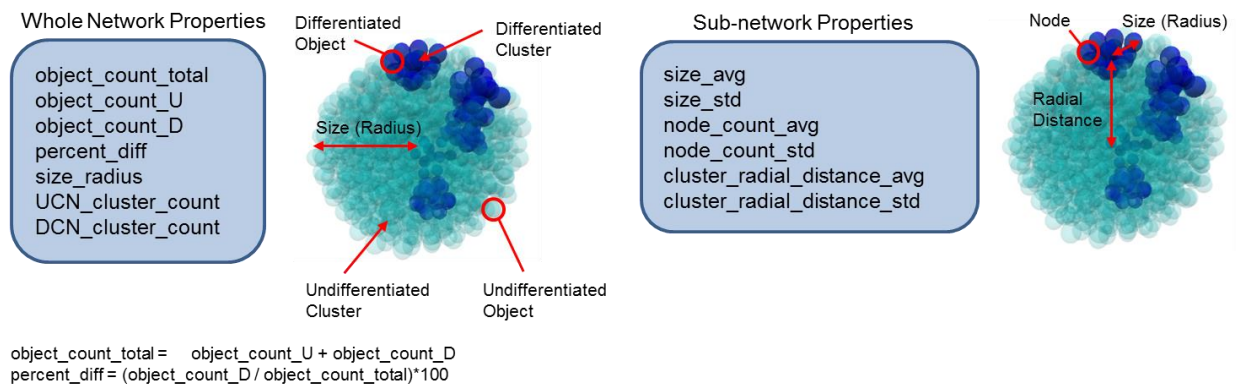 Whole Network Properties
object_count_total
object_count_U
object_count_D
percent_diff
size_radius
UCN_cluster_count
DCN_cluster_count
Differentiated
Object
Differentiated
Cluster
Size (Radius)
Undifferentiated
Cluster
Undifferentiated
Object
Sub-network Properties
size_avg
size_std
node_count_avg
node_count_std
cluster_radial_distance_avg
cluster_radial_distance_std
Node
Size (Radius)
Radial
Distance
object_count_total = object_count_U + object_count_D
percent_diff = (object_count_D / object_count_total)*100